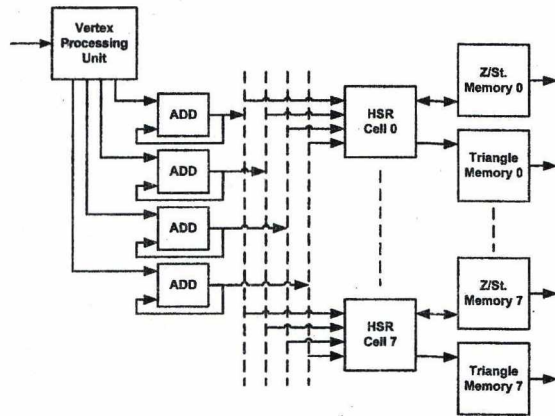 Vertex
Processing
Unit
ADD
ADD
ADD
ADD
HSR
Cell 0
HSR
Cell 7
Z/St.
Memory 0
Triangle
Memory 0
Z/St.
Memory 7
Triangle
Memory 7